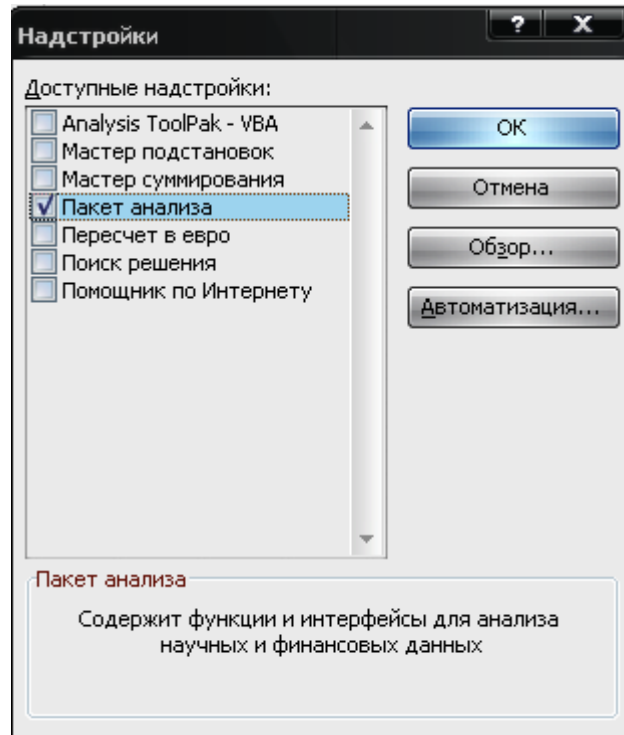 Надстройки
? X
Доступные надстройки:
Analysis ToolPak - VBA
Мастер подстановок
Мастер суммирования
Пакет анализа
Пересчет в евро
Поиск решения
Помощник по Интернету
ОК
Отмена
Обзор...
Автоматизация...
Пакет анализа
Содержит функции и интерфейсы для анализа
научных и финансовых данных